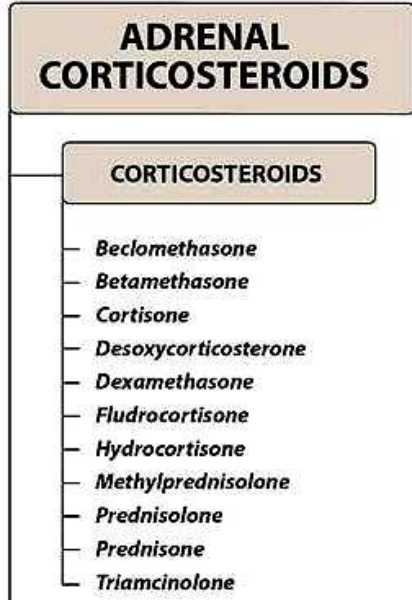 ADRENAL
CORTICOSTEROIDS
CORTICOSTEROIDS
Beclomethasone
Betamethasone
Cortisone
Desoxycorticosterone
Dexamethasone
Fludrocortisone
Hydrocortisone
Methylprednisolone
Prednisolone
Prednisone
Triamcinolone